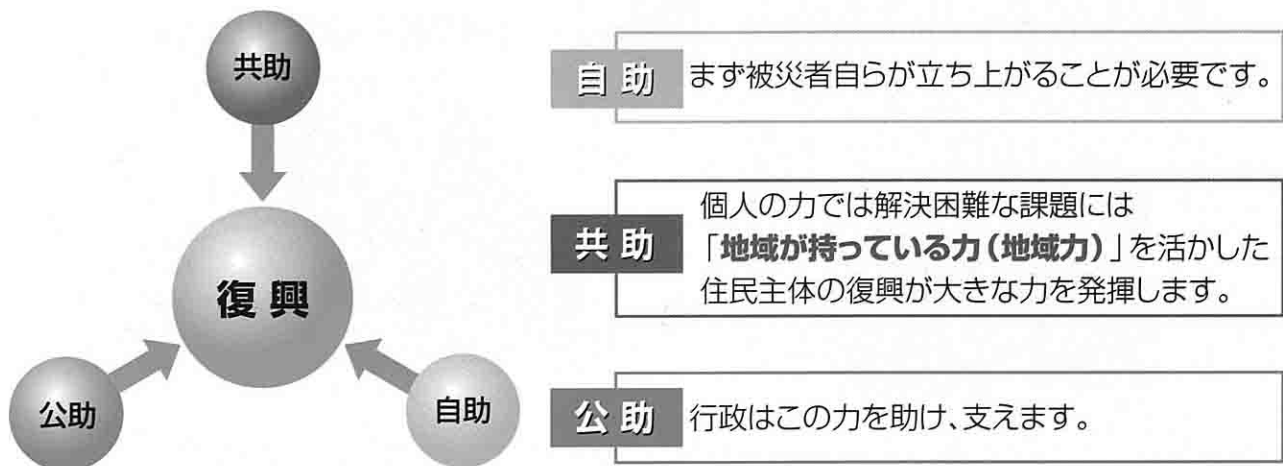 共助
復興
公助
自助
自助 まず被災者自らが立ち上がることが必要です。
共助 個人の力では解決困難な課題には
「地域が持っている力(地域力)」を活かした
住民主体の復興が大きな力を発揮します。
公助 行政はこの力を助け、支えます。